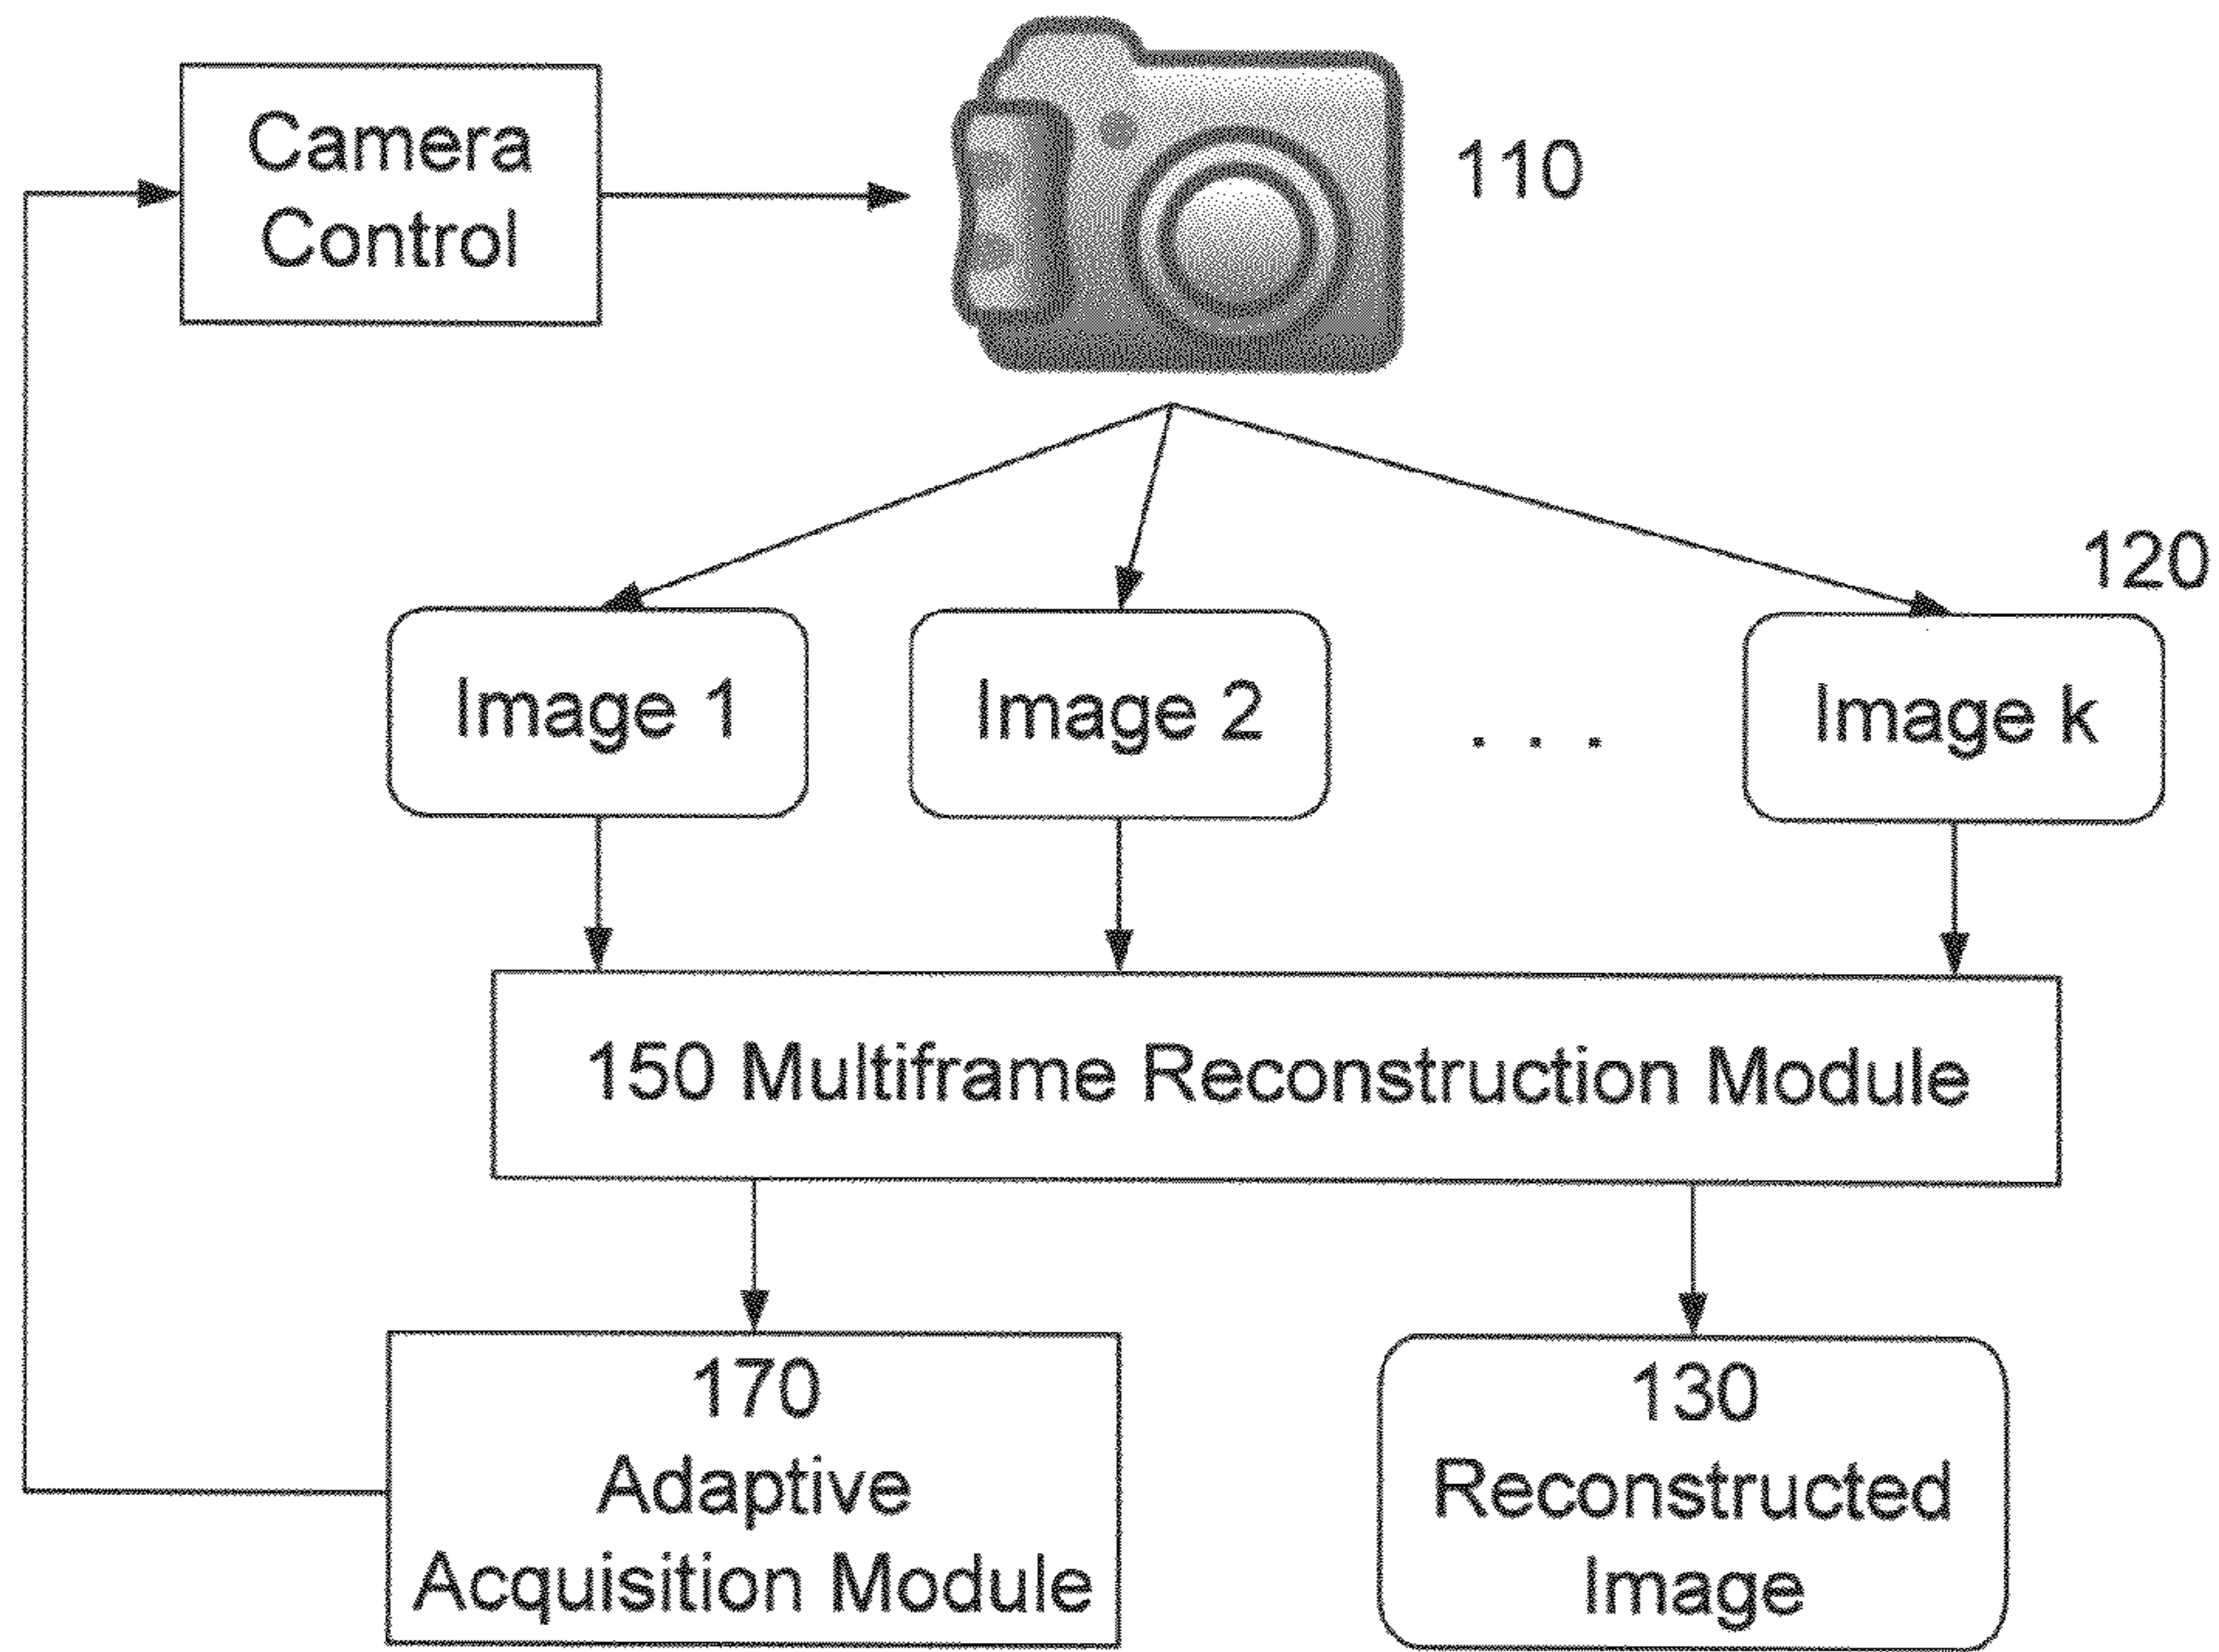 Camera
Control
110
120
Image 1
Image 2
. . .
Image k
150 Multiframe Reconstruction Module
170
Adaptive
Acquisition Module
130
Reconstructed
Image